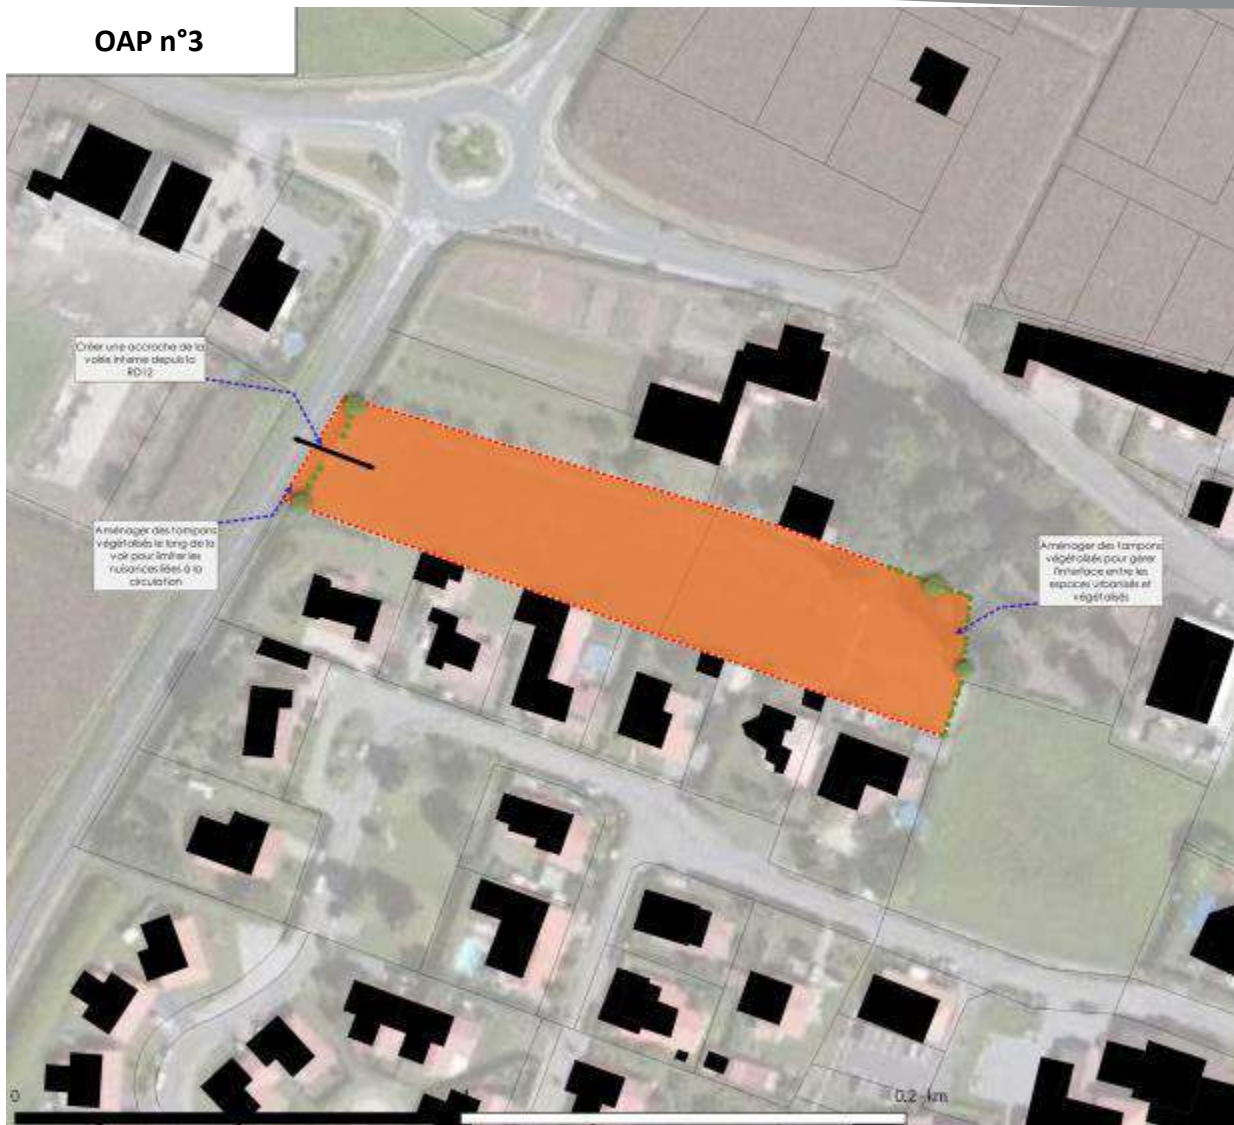 OAP n°3
Créer une accroche de la
voirie interne depuis la
RD12
Aménager des tampons
végétalisés le long de la
voir pour limiter les
nuisances liées à la
circulation
Aménager des tampons
végétalisés pour gérer
l'interface entre les
espaces urbanisés et
végétalisés
0
0.2 km